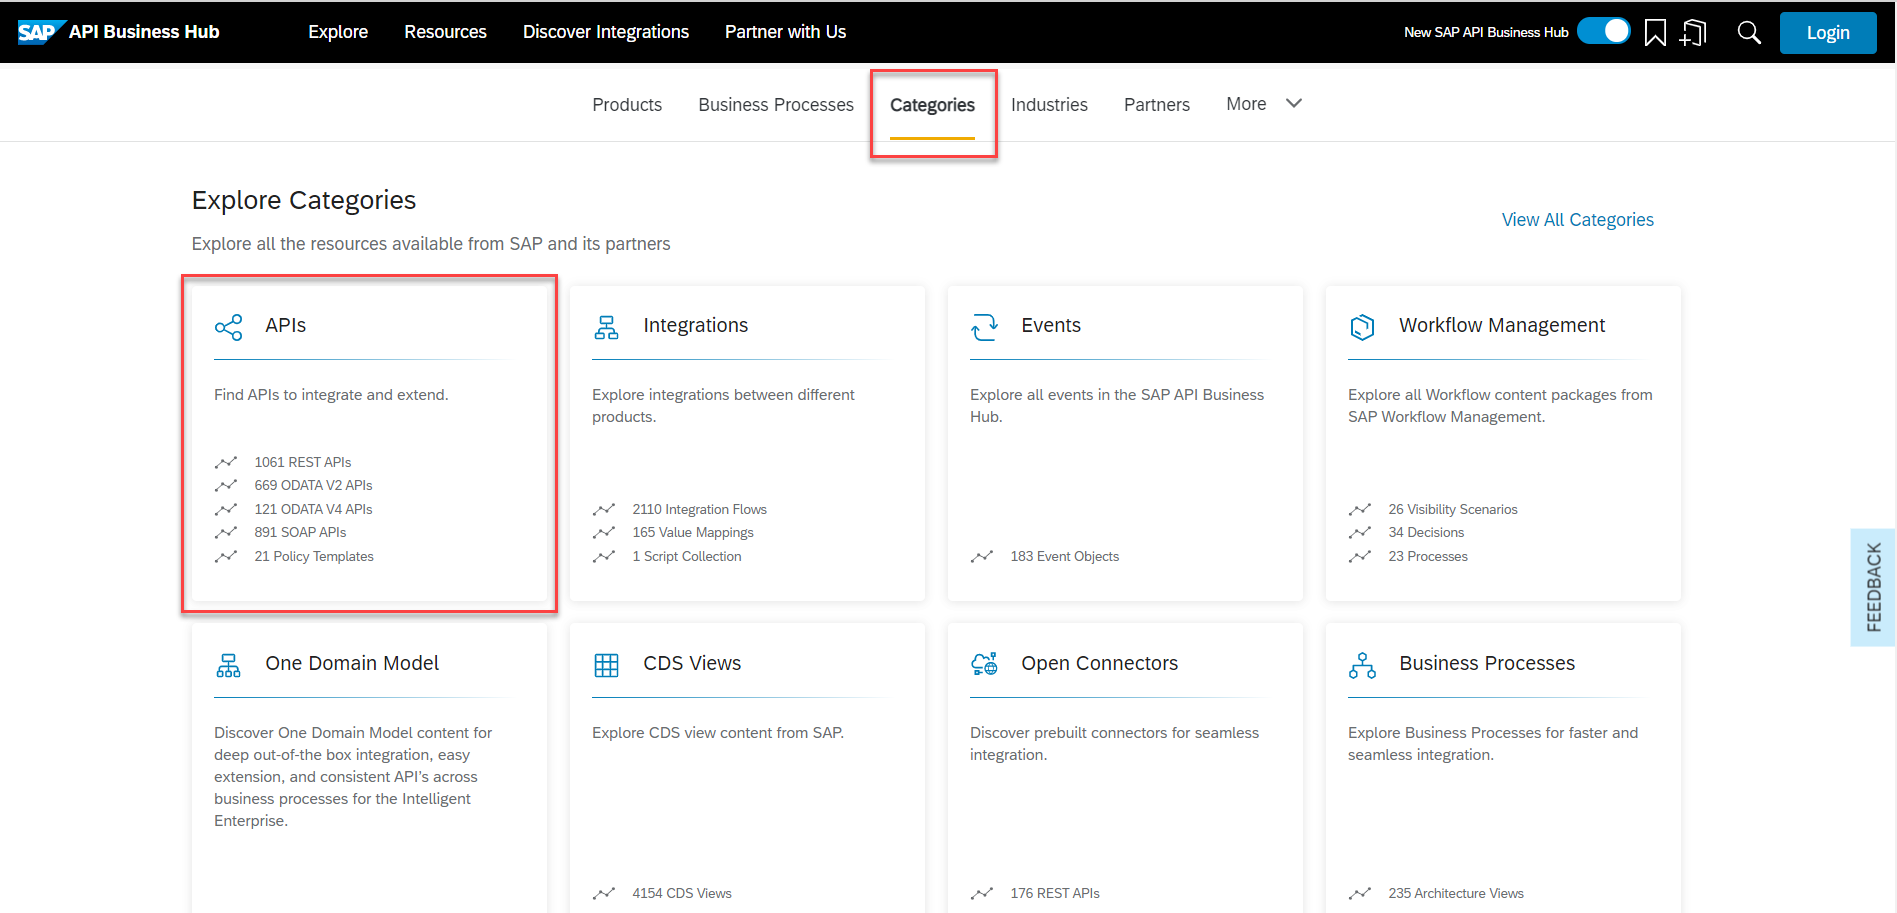 SAP API Business Hub
Explore
Resources
Discover Integrations
Partner with Us
New SAP API Business Hub
Login
Products
Business Processes
Categories
Industries
Partners
More
Explore Categories
Explore all the resources available from SAP and its partners
View All Categories
APIs
Find APIs to integrate and extend.
1061 REST APIs
669 ODATA V2 APIs
121 ODATA V4 APIs
891 SOAP APIs
21 Policy Templates
Integrations
Explore integrations between different
products.
2110 Integration Flows
165 Value Mappings
1 Script Collection
Events
Explore all events in the SAP API Business
Hub.
183 Event Objects
Workflow Management
Explore all Workflow content packages from
SAP Workflow Management.
26 Visibility Scenarios
34 Decisions
23 Processes
FEEDBACK
One Domain Model
Discover One Domain Model content for
deep out-of-the box integration, easy
extension, and consistent API’s across
business processes for the Intelligent
Enterprise.
CDS Views
Explore CDS view content from SAP.
4154 CDS Views
Open Connectors
Discover prebuilt connectors for seamless
integration.
176 REST APIs
Business Processes
Explore Business Processes for faster and
seamless integration.
235 Architecture Views